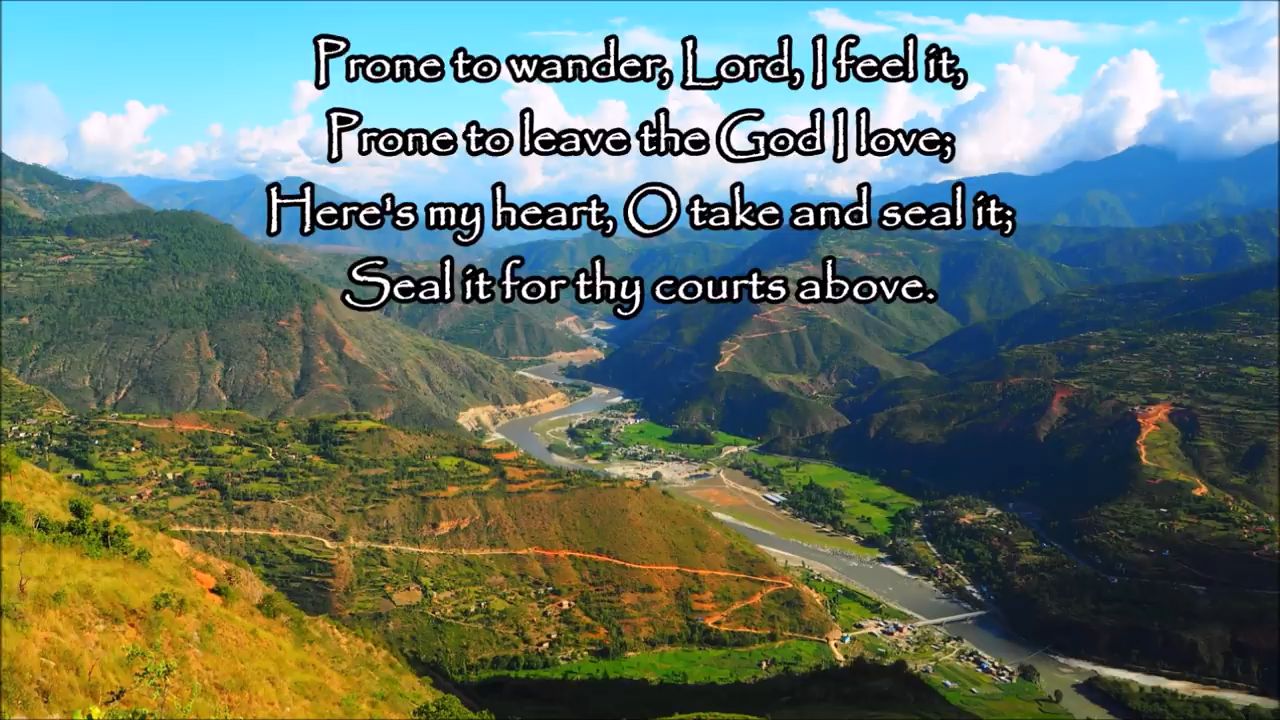 Prone to wander, Lord, I feel it,
Prone to leave the God I love;
Here's my heart, O take and seal it;
Seal it for thy courts above.